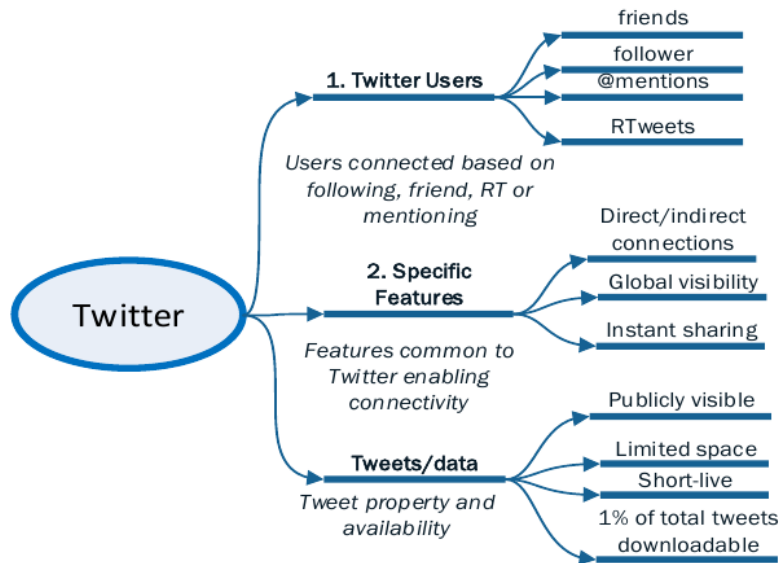 Twitter
1. Twitter Users
Users connected based on
following, friend, RT or
mentioning
friends
follower
@mentions
RTweets
2. Specific
Features
Features common to
Twitter enabling
connectivity
Direct/indirect
connections
Global visibility
Instant sharing
Tweets/data
Tweet property and
availability
Publicly visible
Limited space
Short-live
1% of total tweets
downloadable